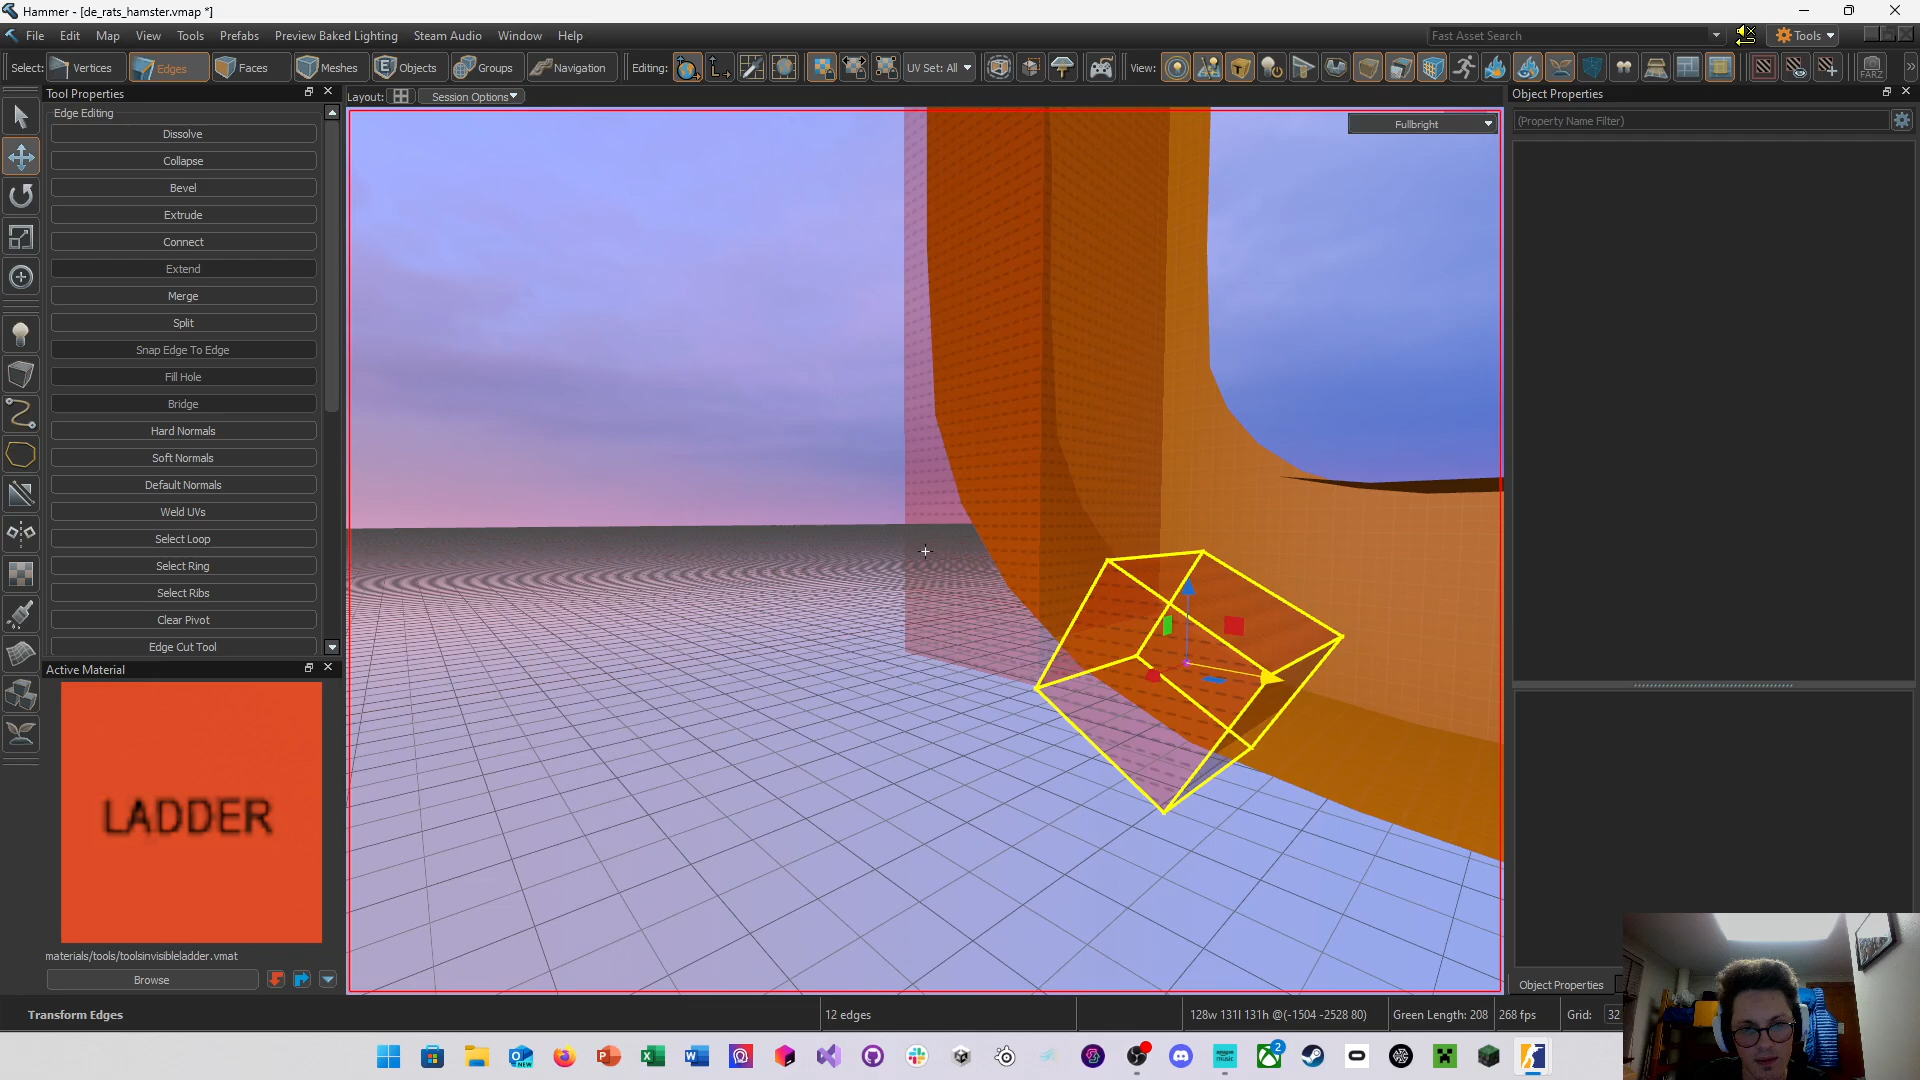 Hammer - [de_rats_hamster.vmap *]
File Edit Map View Tools Prefabs Preview Baked Lighting Steam Audio Window Help
Fast Asset Search
Tools
Select: Vertices Edges Faces Meshes Objects Groups Navigation Editing: UV Set: All View: FARZ
Tool Properties
Layout: Session Options
Object Properties
Edge Editing
Fullbright
(Property Name Filter)
Dissolve
Collapse
Bevel
Extrude
Connect
Extend
Merge
Split
Snap Edge To Edge
Fill Hole
Bridge
Hard Normals
Soft Normals
Default Normals
Weld UVs
Select Loop
Select Ring
Select Ribs
Clear Pivot
Edge Cut Tool
Active Material
LADDER
materials/tools/toolsinvisibleladder.vmat
Browse
Object Properties
Transform Edges
12 edges
128w 131l 131h @(-1504 -2528 80)
Green Length: 208
268 fps
Grid: 32
NEW
2